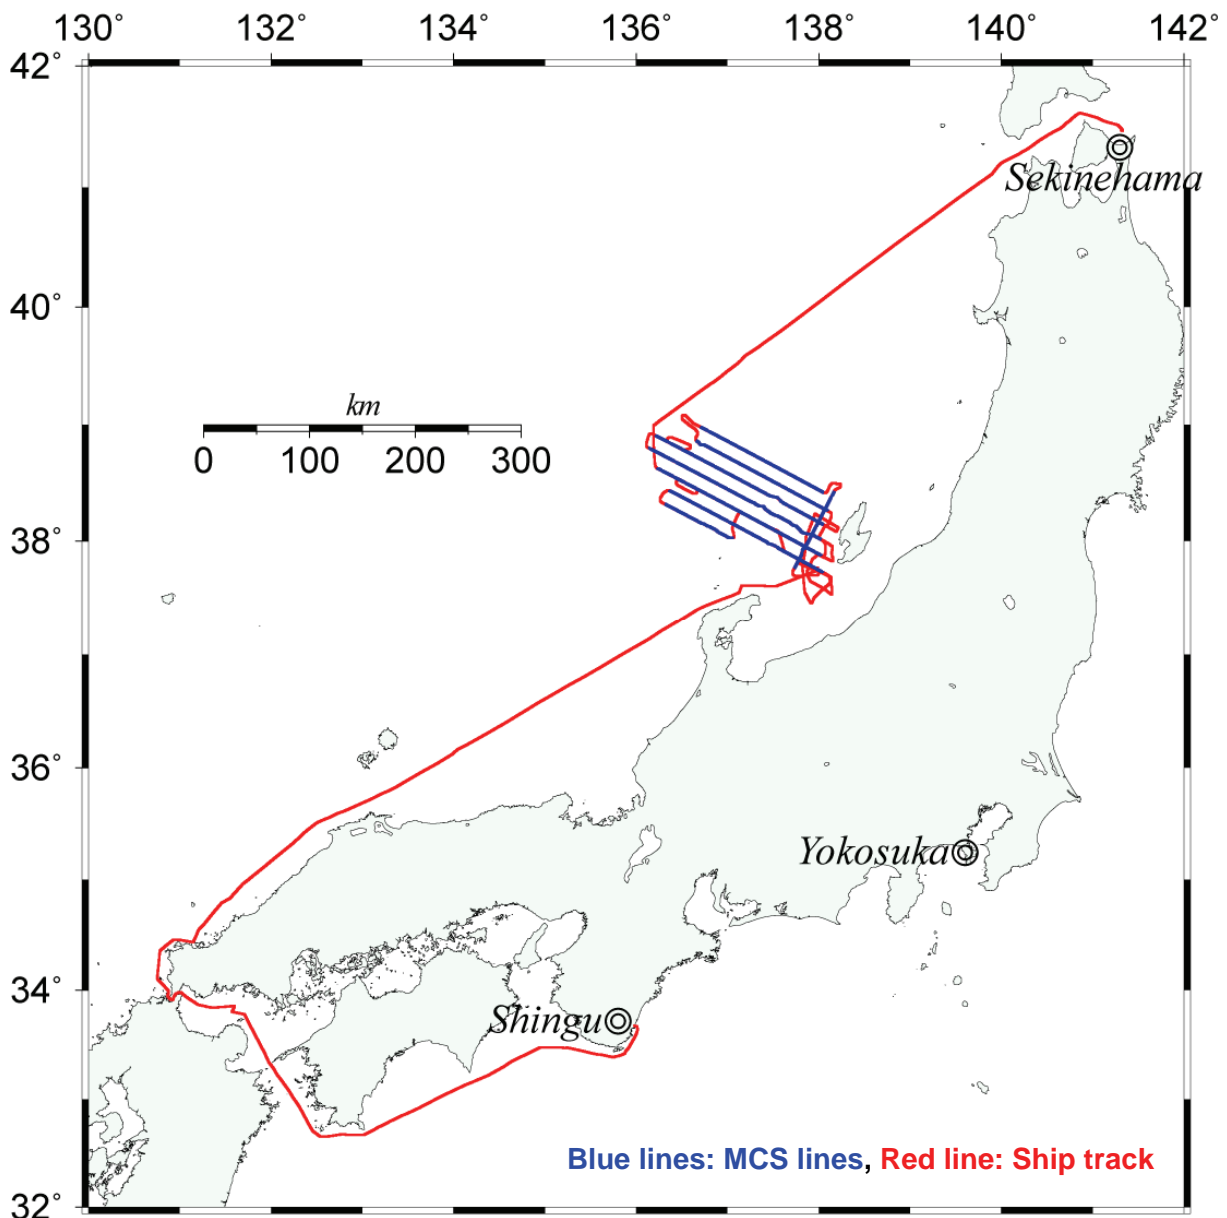 130° 132° 134° 136° 138° 140° 142°
42°
Sekinehama
40°
km
0 100 200 300
38°
36°
Yokosuka
34°
Shingu
Blue lines: MCS lines, Red line: Ship track
32°